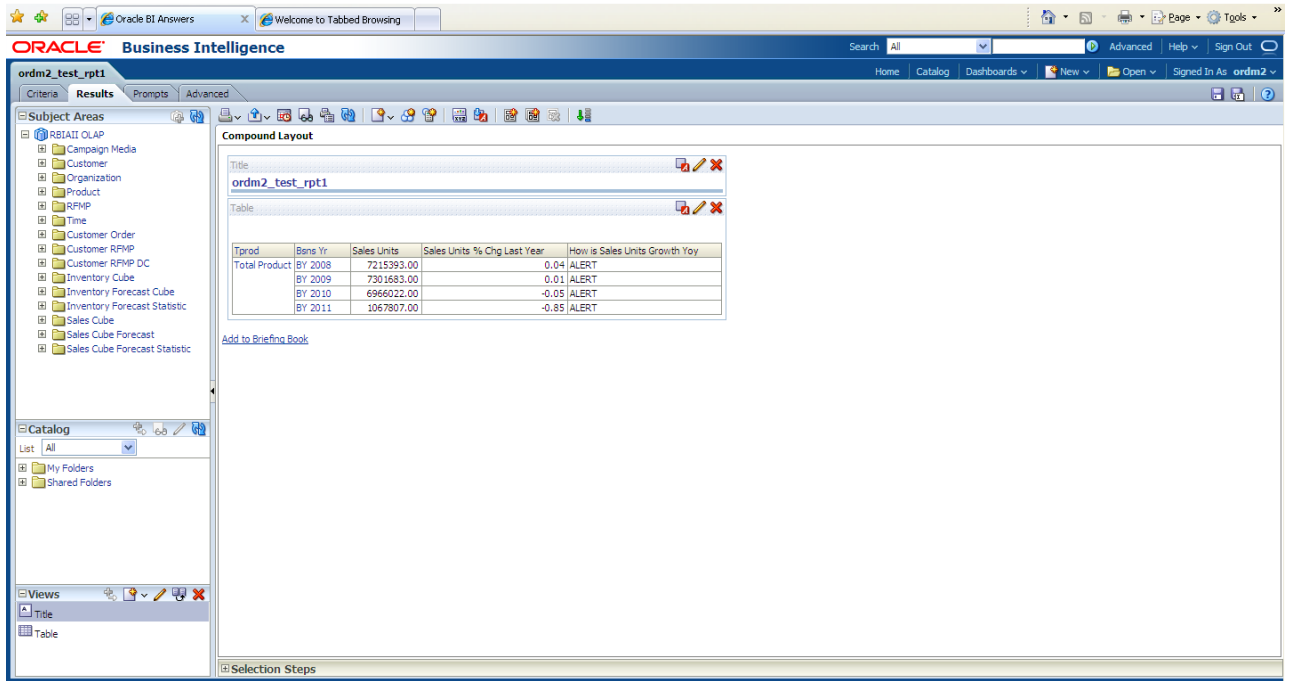 Oracle BI Answers X Welcome to Tabbed Browsing Page Tools »
ORACLE Business Intelligence Search All Advanced Help Sign Out
ordm2_test_rpt1 Home Catalog Dashboards New Open Signed In As ordm2
Criteria Results Prompts Advanced
Subject Areas
RBIAII OLAP
Campaign Media
Customer
Organization
Product
RFMP
Time
Customer Order
Customer RFMP
Customer RFMP DC
Inventory Cube
Inventory Forecast Cube
Inventory Forecast Statistic
Sales Cube
Sales Cube Forecast
Sales Cube Forecast Statistic
Catalog
List All
My Folders
Shared Folders
Views
Title
Table
Compound Layout
Title
ordm2_test_rpt1
Table
Tprod Bsns Yr Sales Units Sales Units % Chg Last Year How is Sales Units Growth Yoy
Total Product BY 2008 7215393.00 0.04 ALERT
BY 2009 7301683.00 0.01 ALERT
BY 2010 6966022.00 -0.05 ALERT
BY 2011 1067807.00 -0.85 ALERT
Add to Briefing Book
Selection Steps